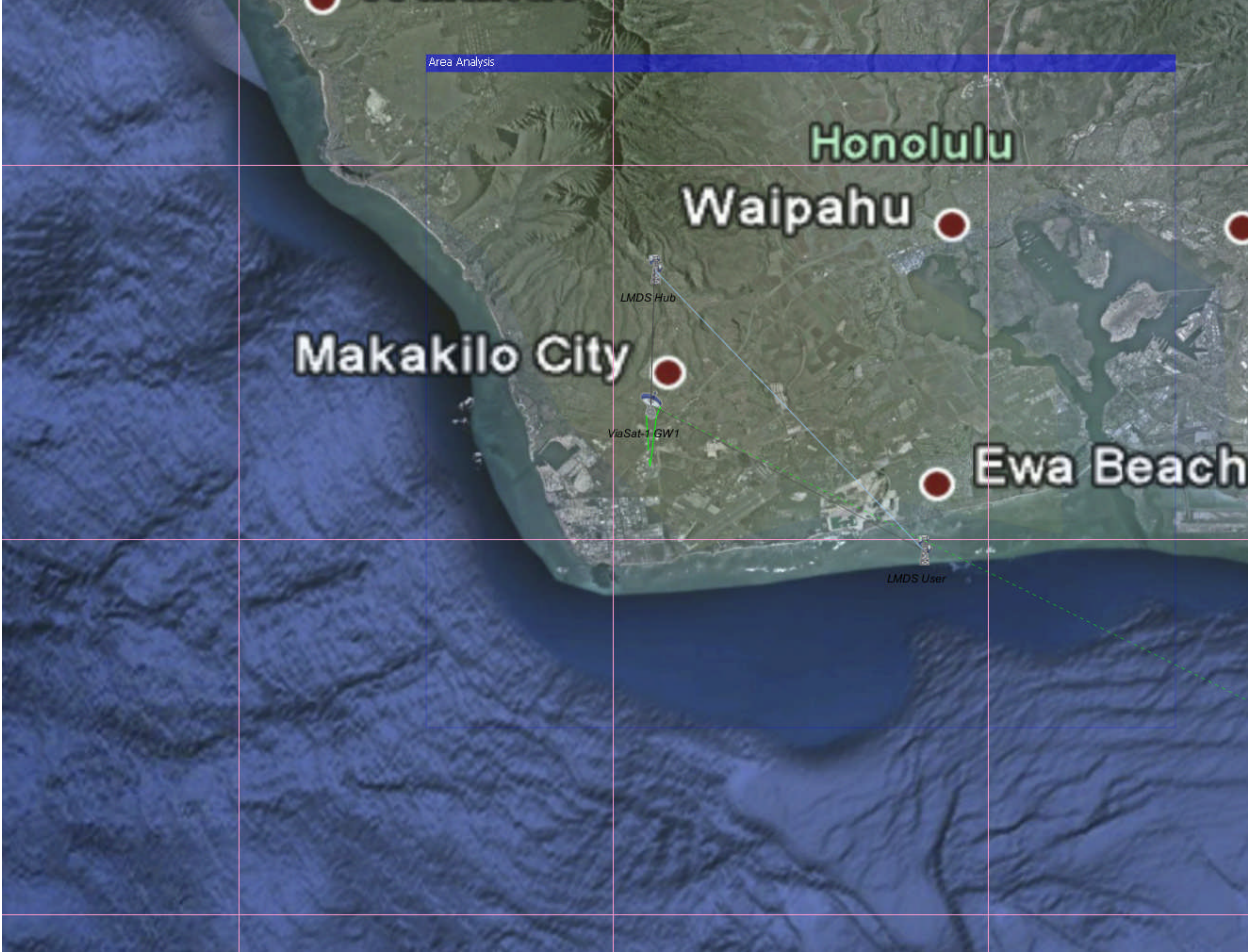 Area Analysis
Honolulu
Waipahu
LMDS Hub
Makakilo City
ViaSat-1 GW1
Ewa Beach
LMDS User